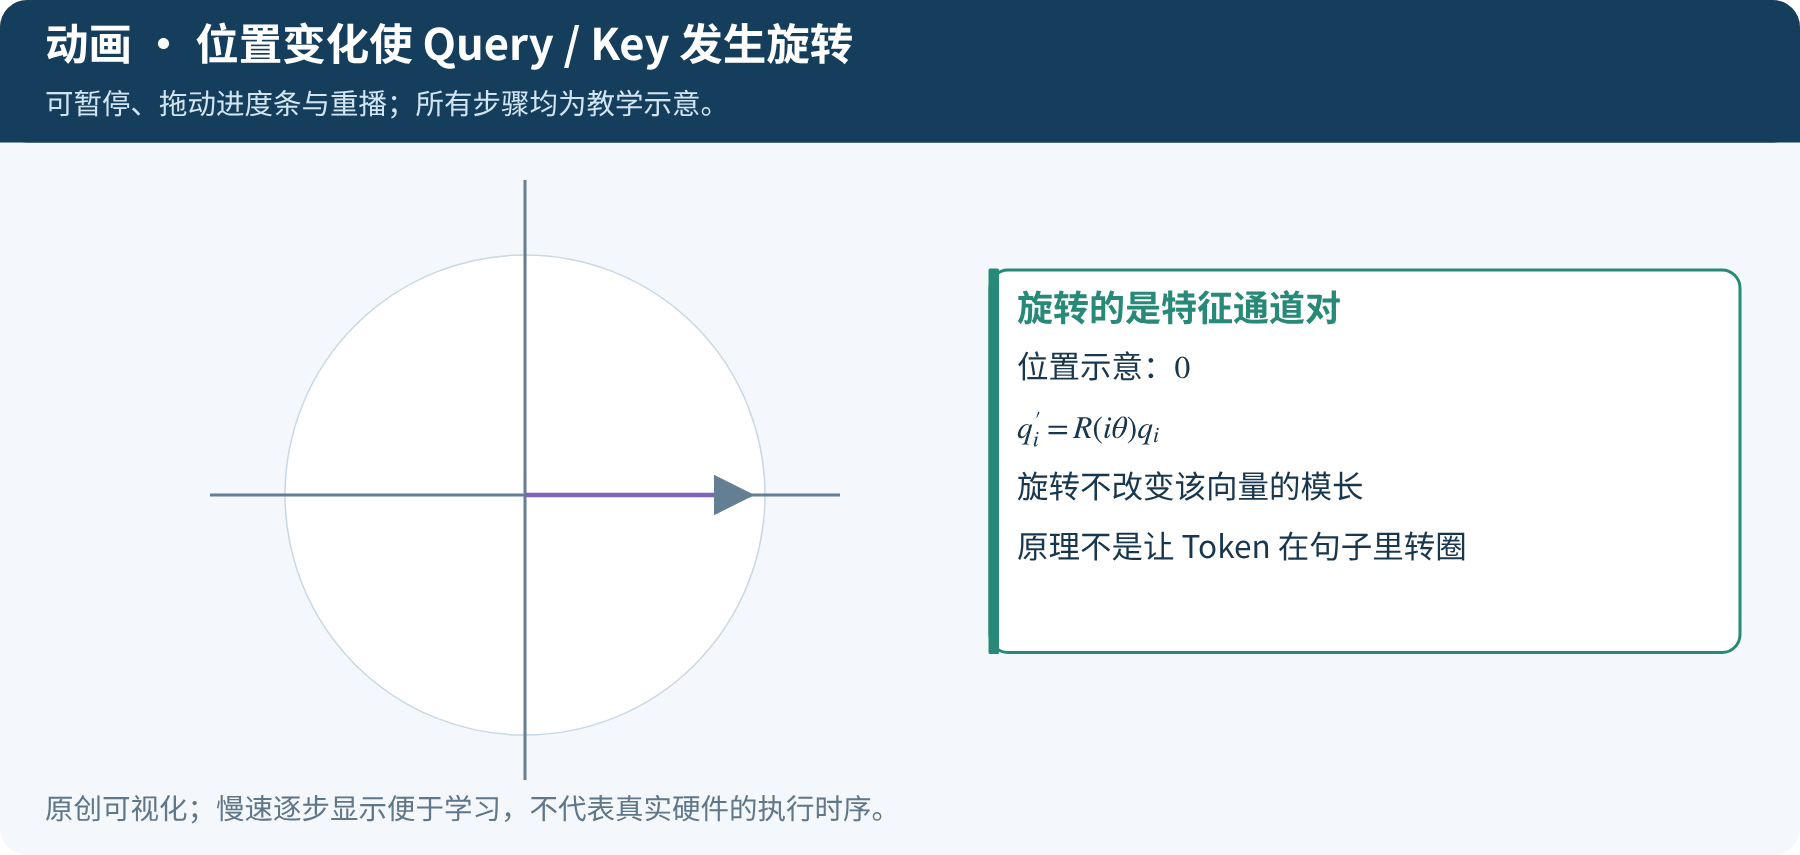 动画 · 位置变化使 Query / Key 发生旋转
可暂停、拖动进度条与重播；所有步骤均为教学示意。
旋转的是特征通道对
位置示意：0
q′ᵢ = R(iθ)qᵢ
旋转不改变该向量的模长
原理不是让 Token 在句子里转圈
原创可视化；慢速逐步显示便于学习，不代表真实硬件的执行时序。